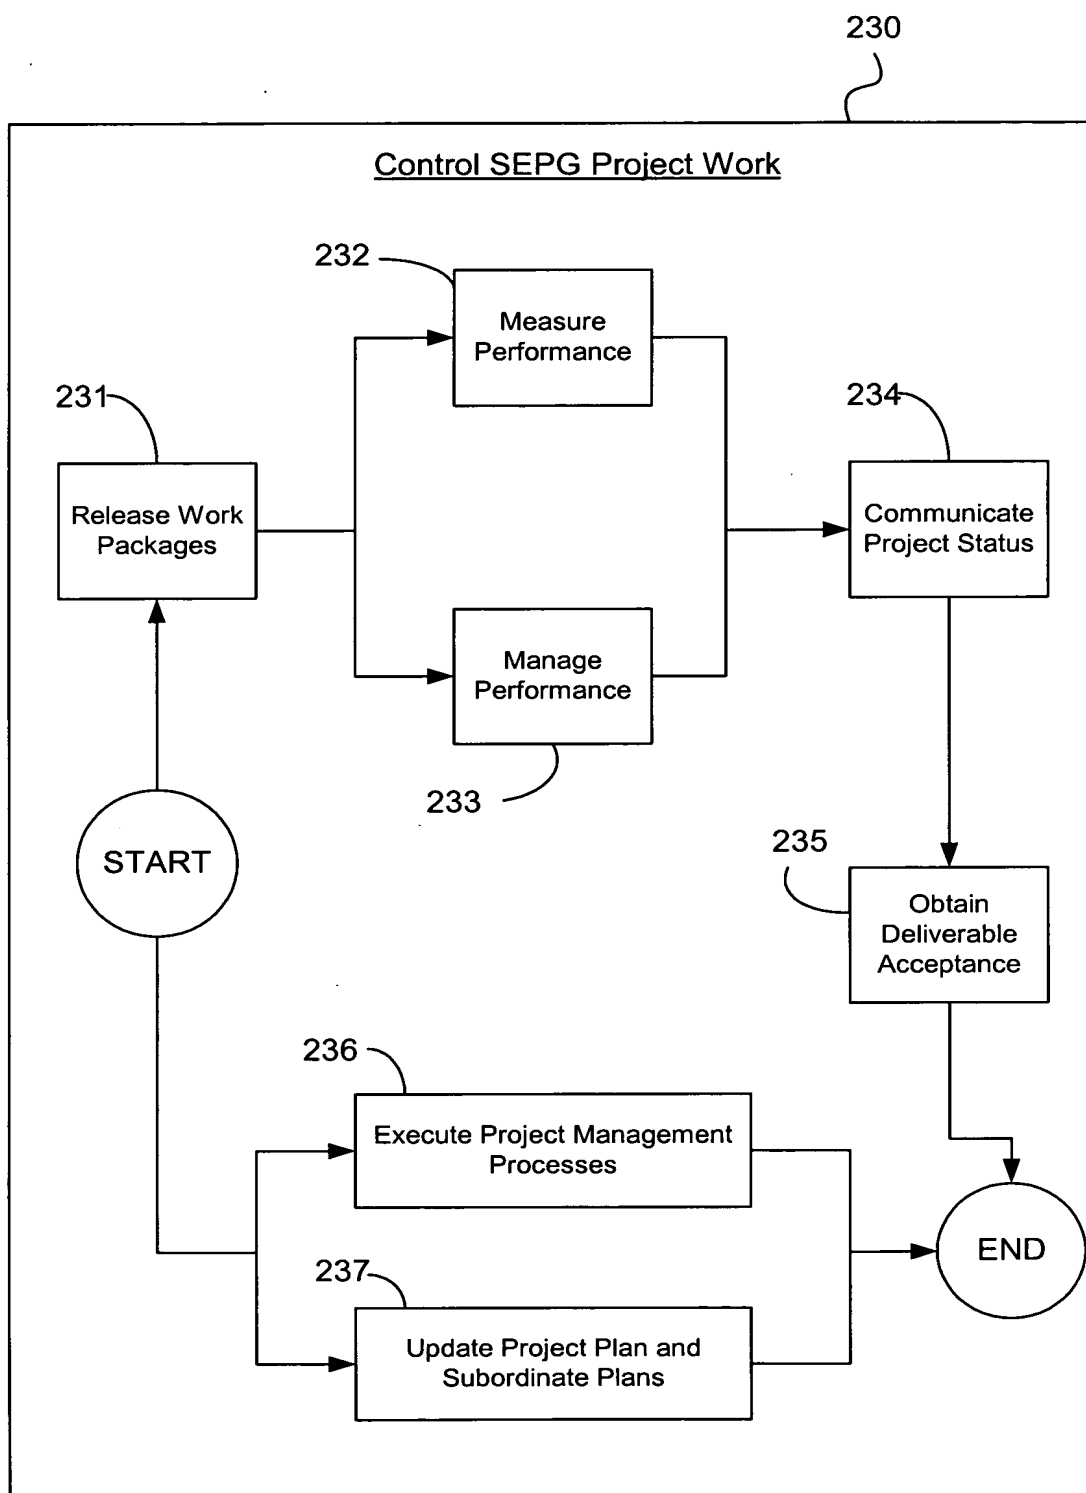 230
Control SEPG Project Work
232
Measure
Performance
231
Release Work
Packages
234
Communicate
Project Status
Manage
Performance
233
START
235
Obtain
Deliverable
Acceptance
236
Execute Project Management
Processes
END
237
Update Project Plan and
Subordinate Plans